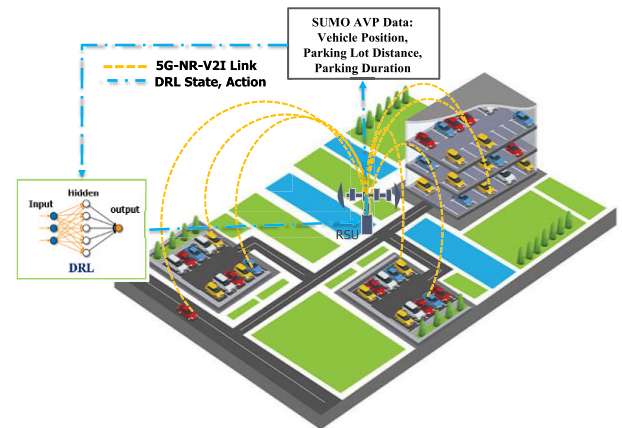 SUMO AVP Data:
Vehicle Position,
Parking Lot Distance,
Parking Duration
5G-NR-V2I Link
DRL State, Action
Hidden
Input
output
DRL
RSU